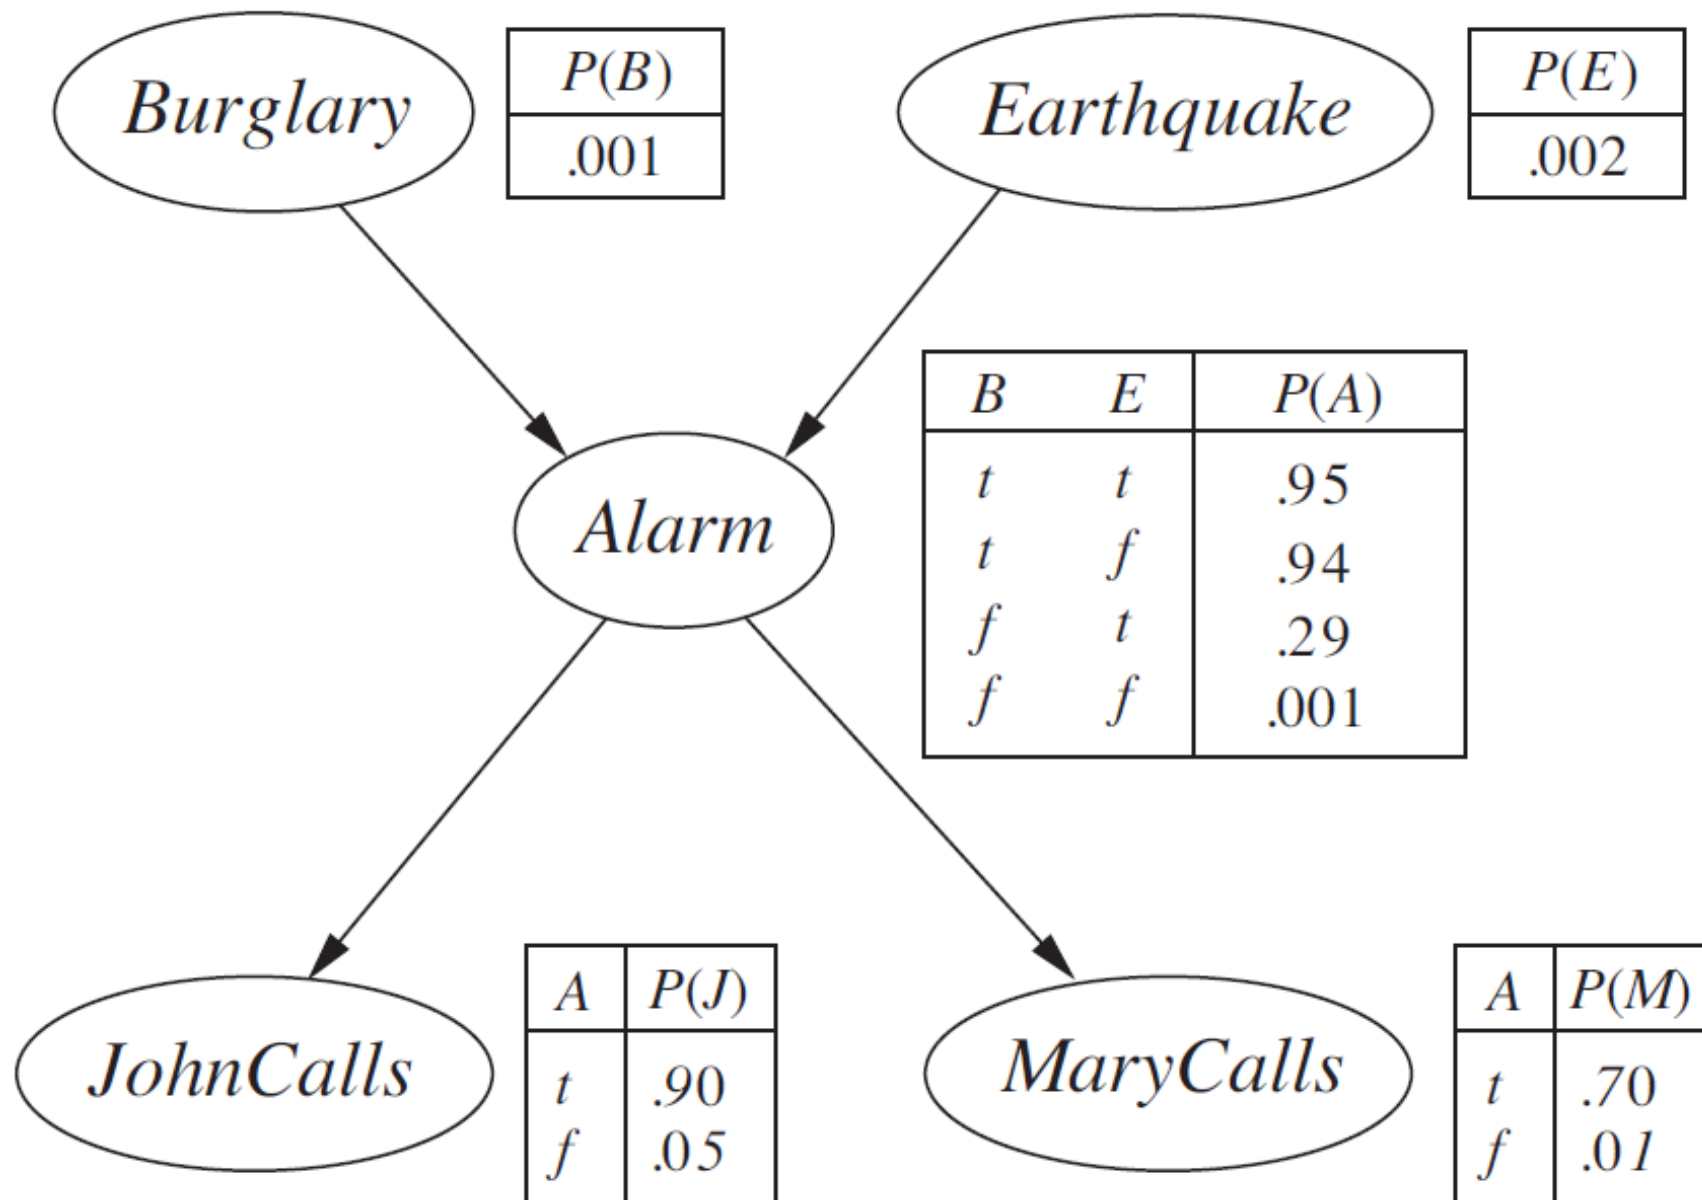 Burglary
P(B)
.001
Earthquake
P(E)
.002
B E P(A)
t t .95
t f .94
f t .29
f f .001
Alarm
JohnCalls
A P(J)
t .90
f .05
MaryCalls
A P(M)
t .70
f .01